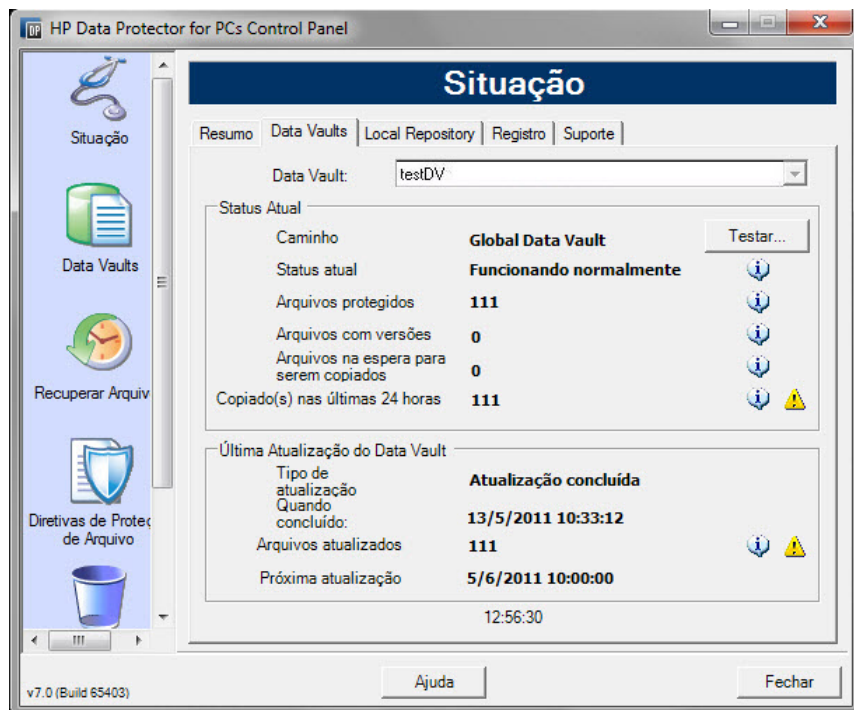 DP HP Data Protector for PCs Control Panel
Situação
Data Vaults
Recuperar Arquiv
Diretivas de Proteç
de Arquivo
Situação
Resumo Data Vaults Local Repository Registro Suporte
Data Vault: testDV
Status Atual
Caminho Global Data Vault Testar...
Status atual Funcionando normalmente
Arquivos protegidos 111
Arquivos com versões 0
Arquivos na espera para
serem copiados 0
Copiado(s) nas últimas 24 horas 111
Última Atualização do Data Vault
Tipo de
atualização Atualização concluída
Quando
concluído: 13/5/2011 10:33:12
Arquivos atualizados 111
Próxima atualização 5/6/2011 10:00:00
12:56:30
v7.0 (Build 65403) Ajuda Fechar